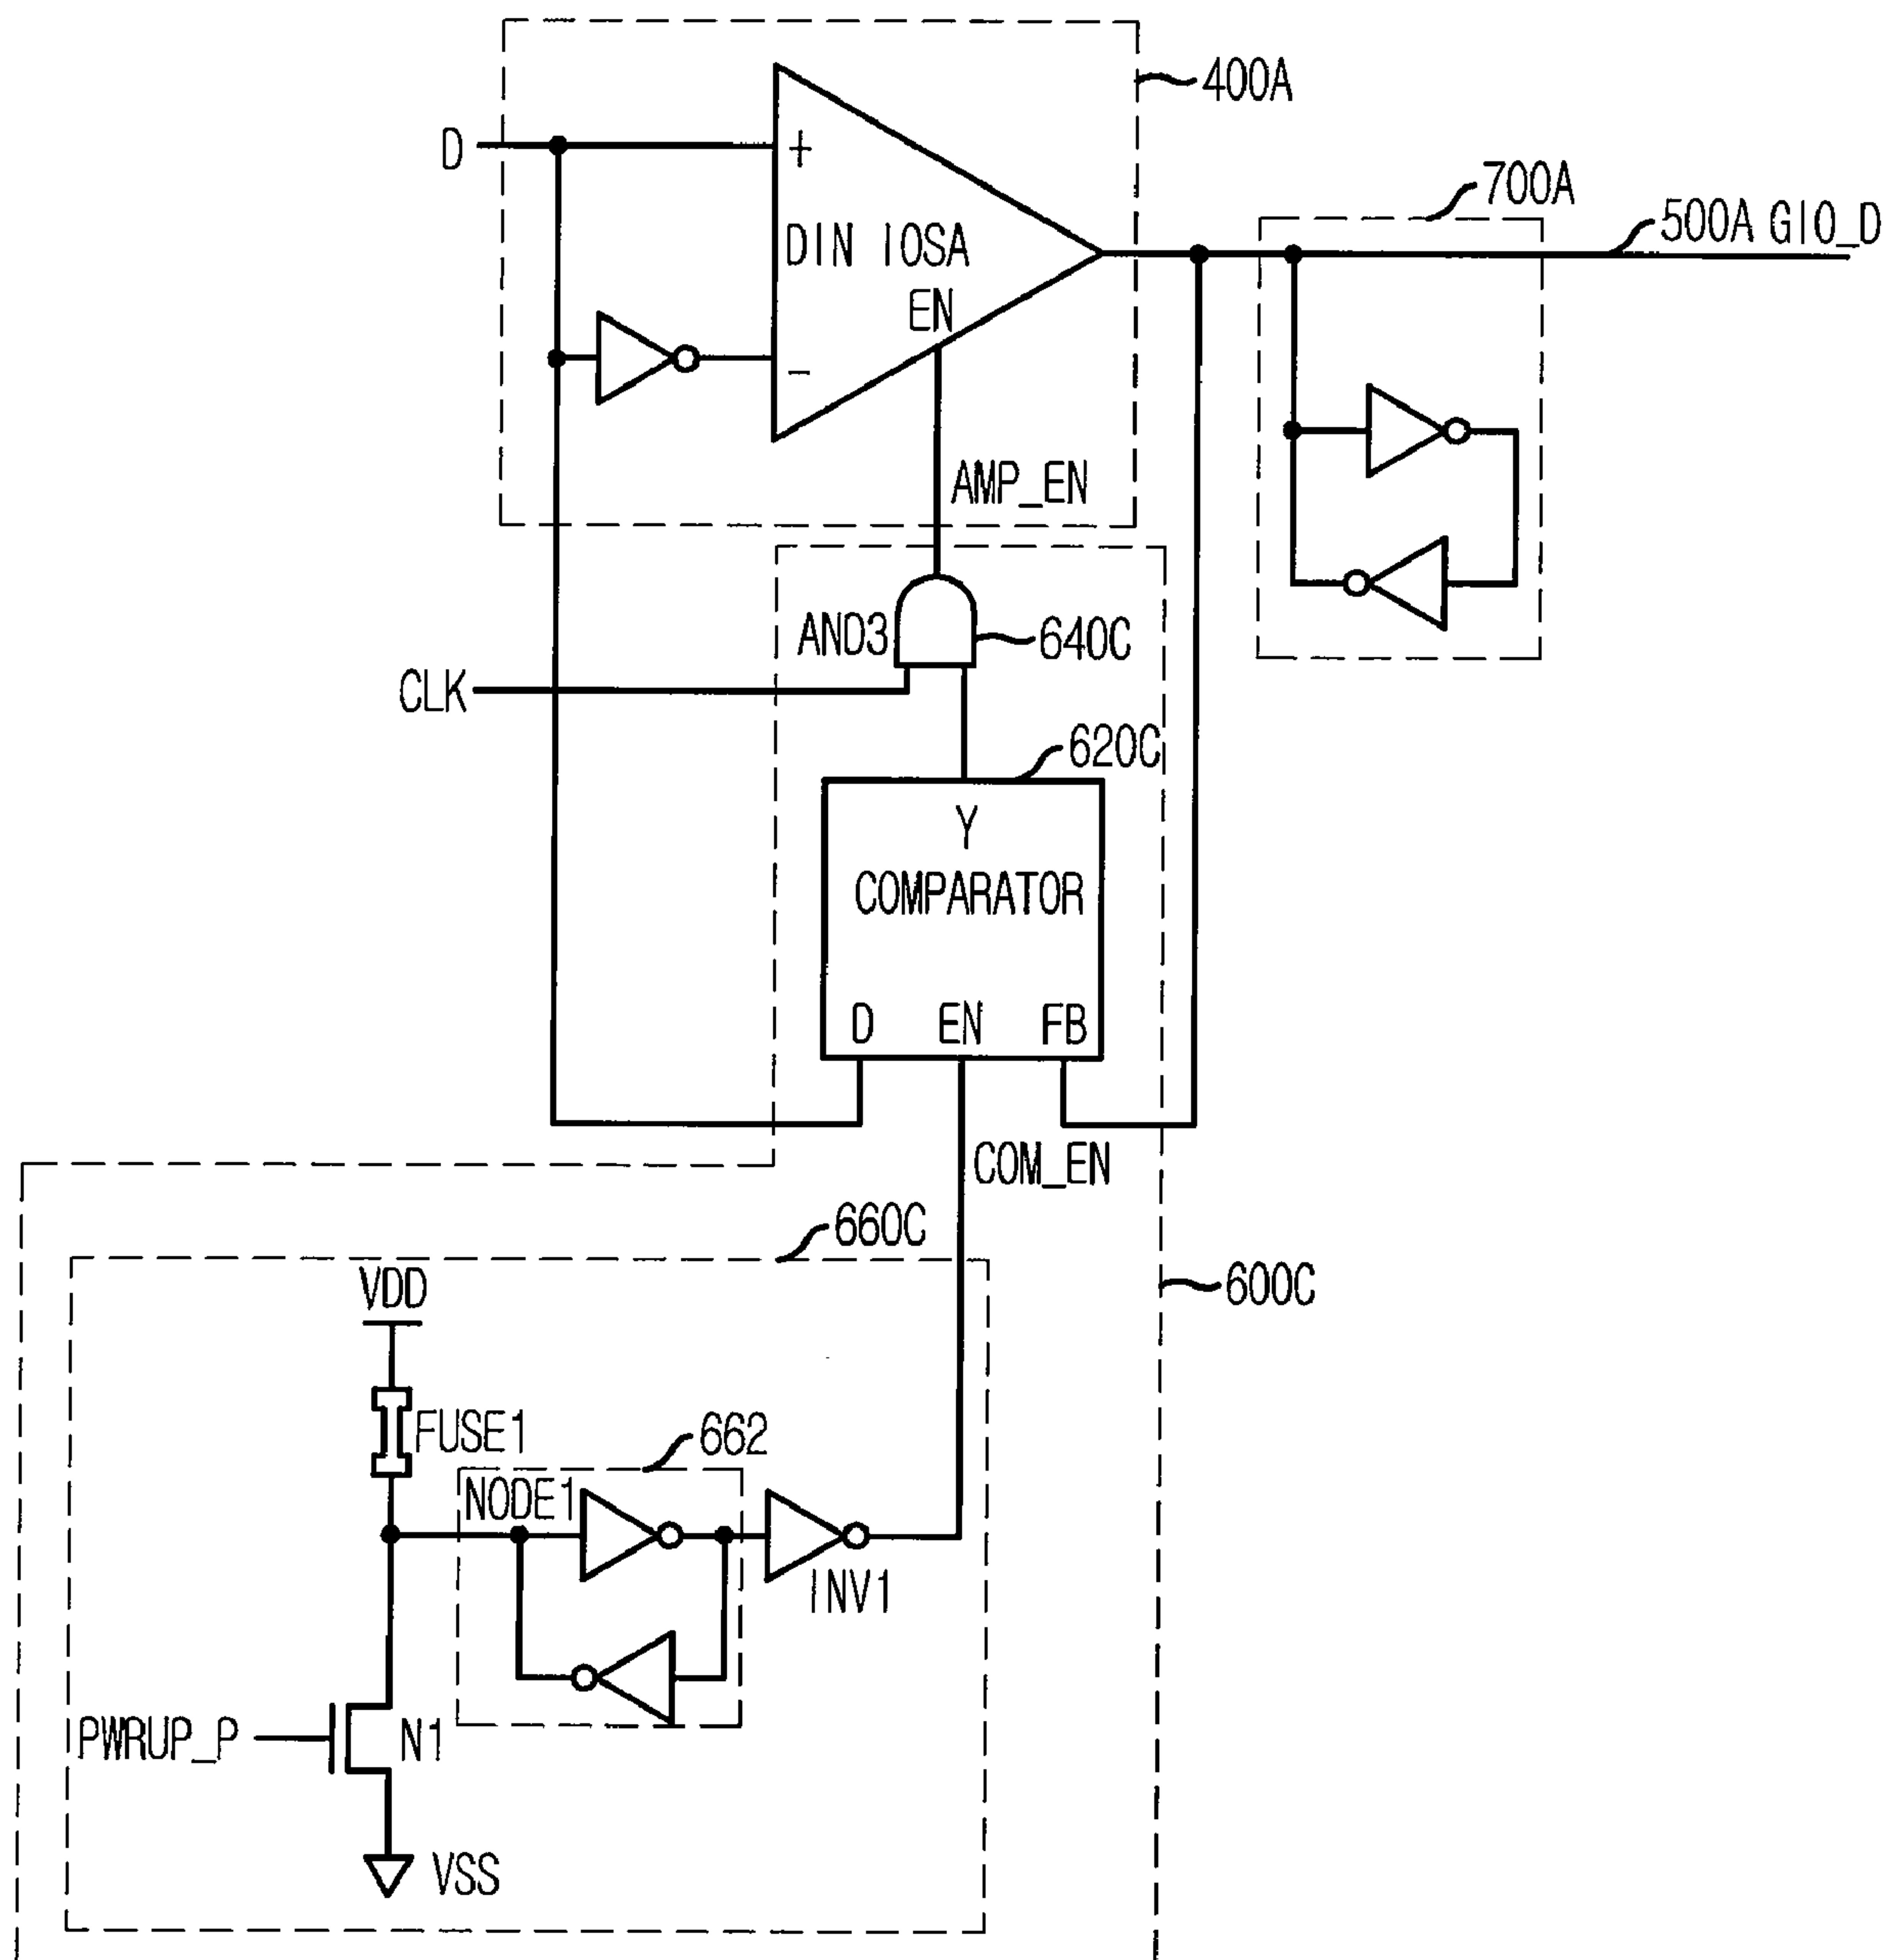 400A
D
+
700A
500A GIO_D
DIN IOSA
EN
-
AMP_EN
AND3
640C
CLK
620C
Y
COMPARATOR
D EN FB
COM_EN
660C
600C
VDD
FUSE1
662
NODE1
INV1
PWRUP_P
N1
VSS